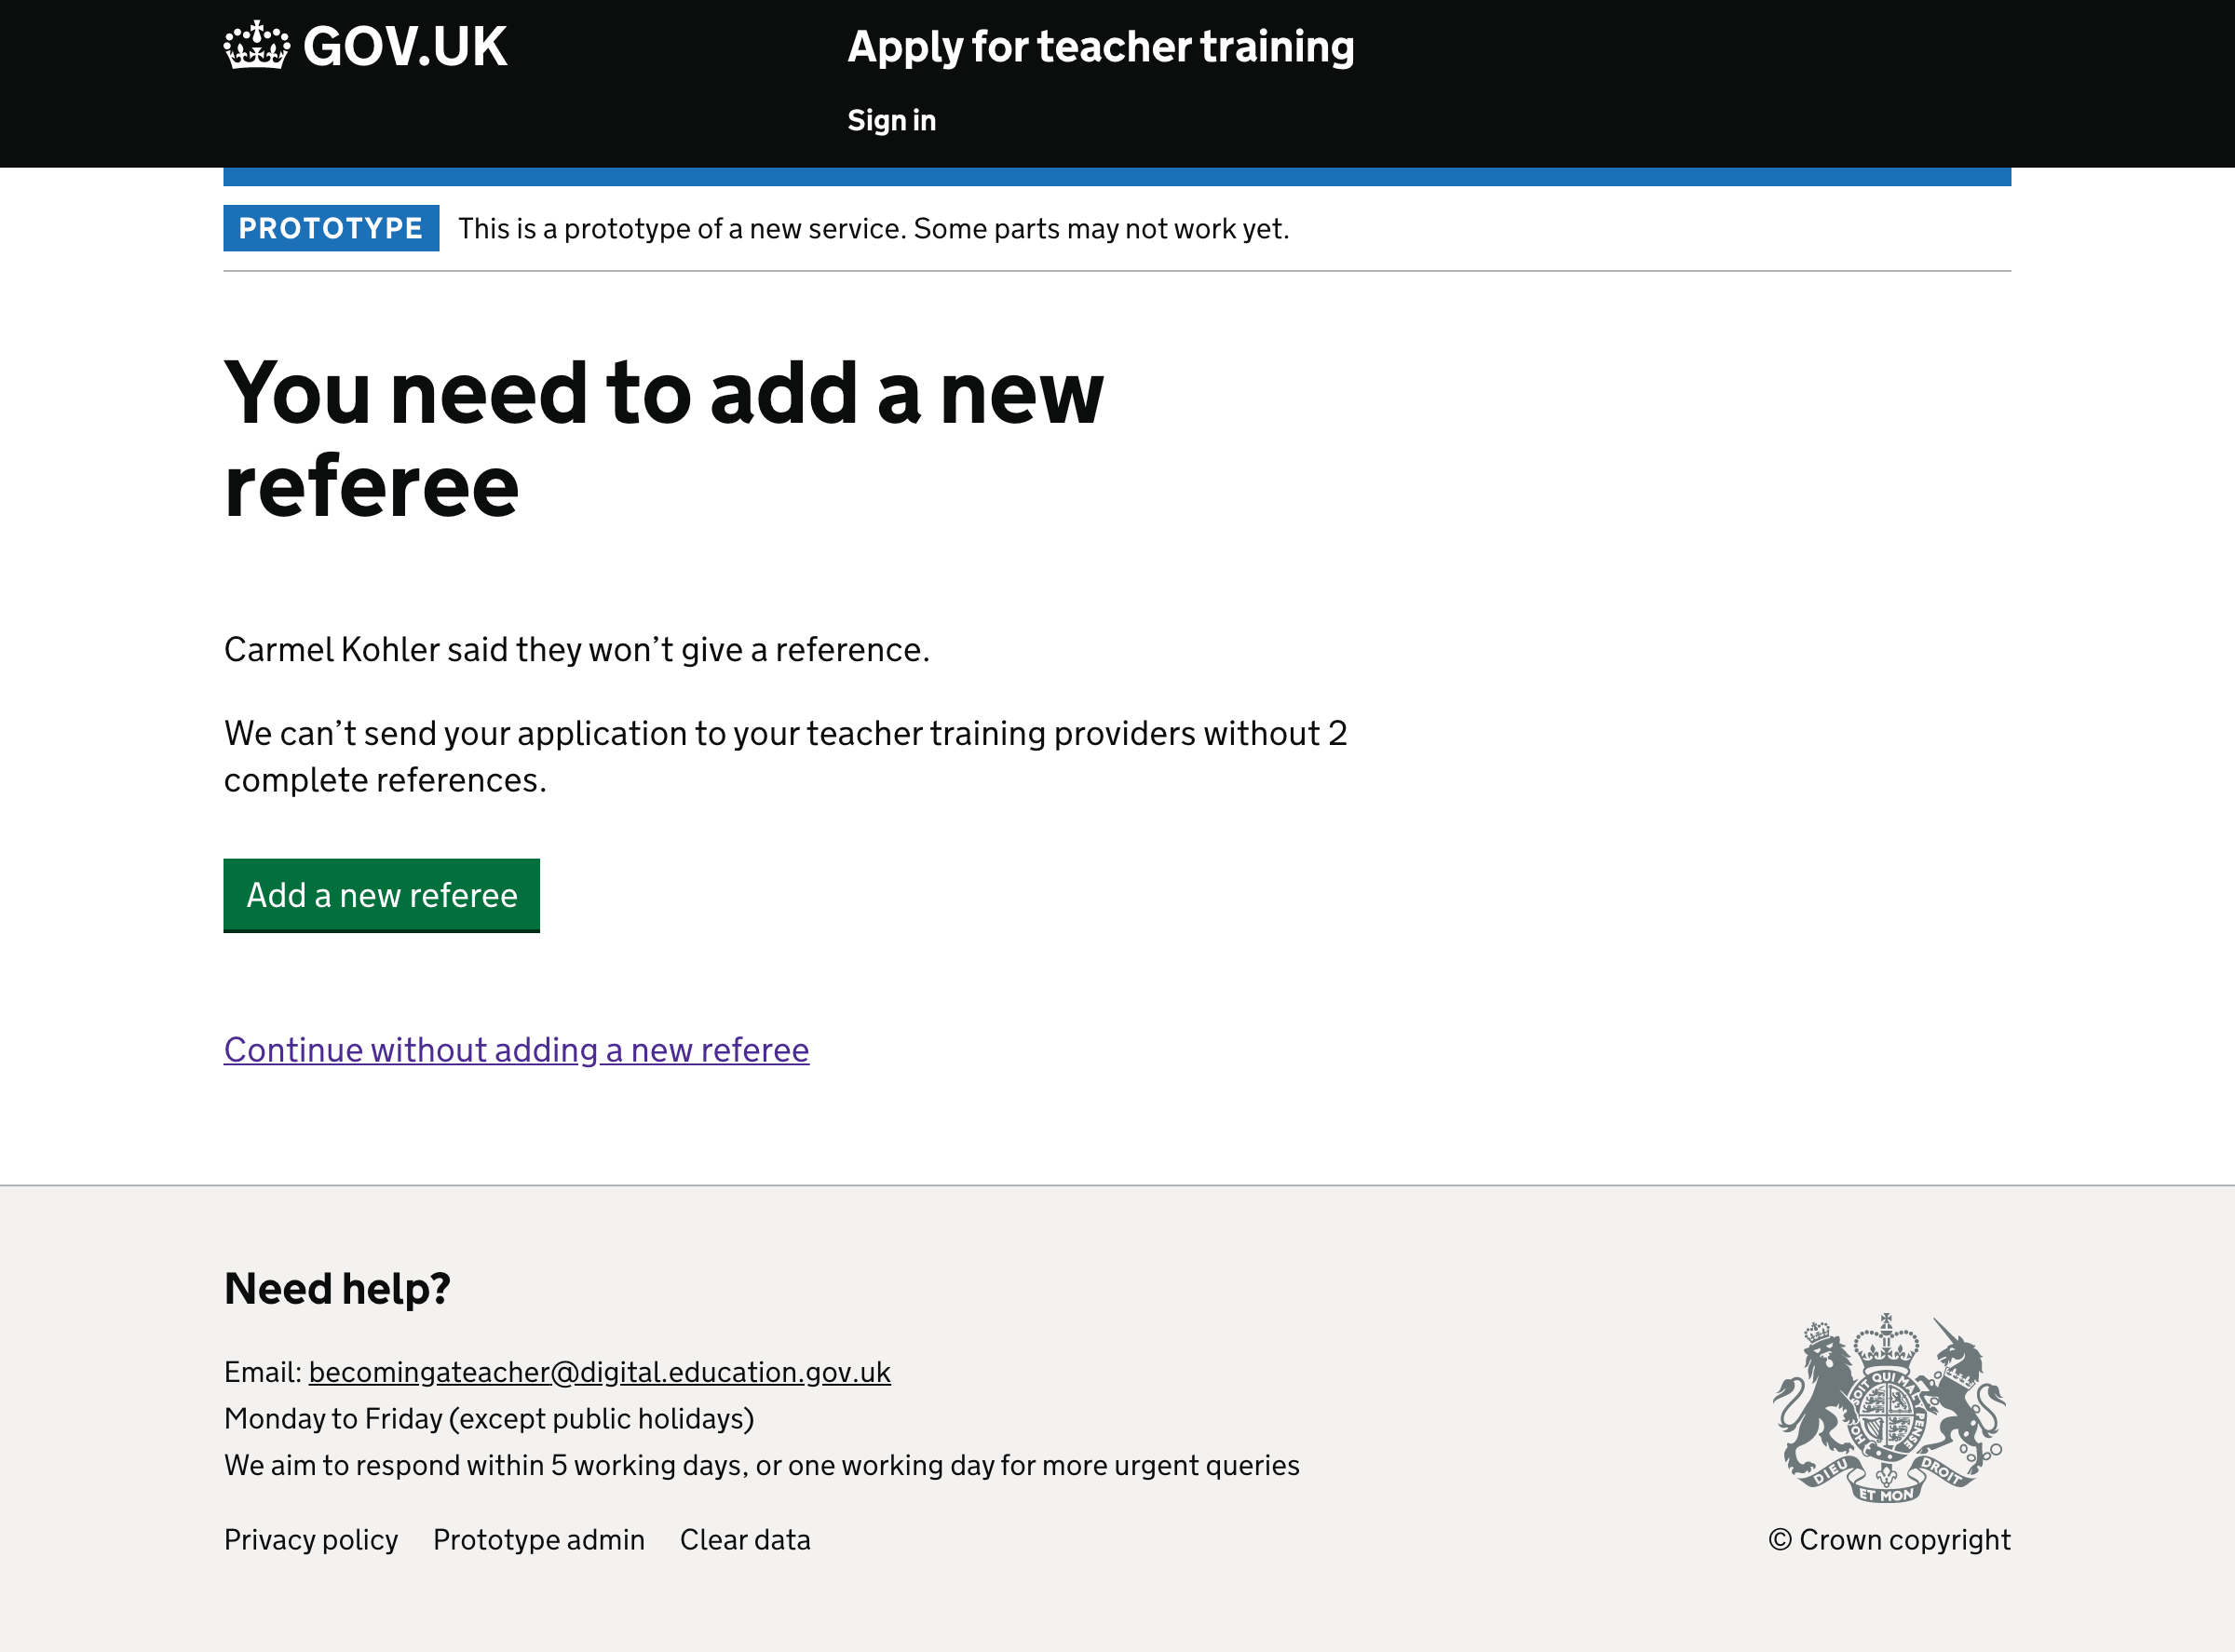 GOV.UK
Apply for teacher training
Sign in
PROTOTYPE This is a prototype of a new service. Some parts may not work yet.
You need to add a new
referee
Carmel Kohler said they won’t give a reference.
We can’t send your application to your teacher training providers without 2
complete references.
Add a new referee
Continue without adding a new referee
Need help?
Email: becomingateacher@digital.education.gov.uk
Monday to Friday (except public holidays)
We aim to respond within 5 working days, or one working day for more urgent queries
SOIT QUI MAL
PENSE
HO
DIEU ET MON DROIT
Privacy policy Prototype admin Clear data
© Crown copyright